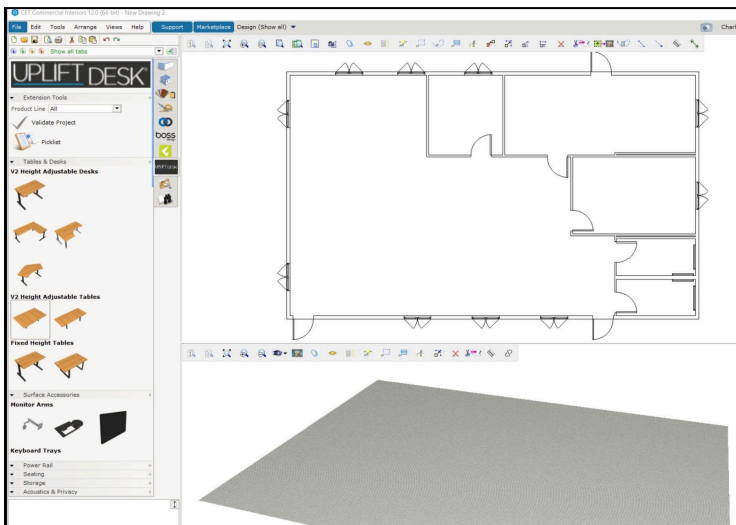 CET Commercial Interiors 12.0 (64-bit) - New Drawing 2
File Edit Tools Arrange Views Help Support Marketplace Design (Show all)
Show all tabs
UPLIFT DESK
Extension Tools
Product Line All
Validate Project
Picklist
boss
UPLIFT DESK
Tables & Desks
V2 Height Adjustable Desks
V2 Height Adjustable Tables
Fixed Height Tables
Surface Accessories
Monitor Arms
Keyboard Trays
Power Rail
Seating
Storage
Acoustics & Privacy